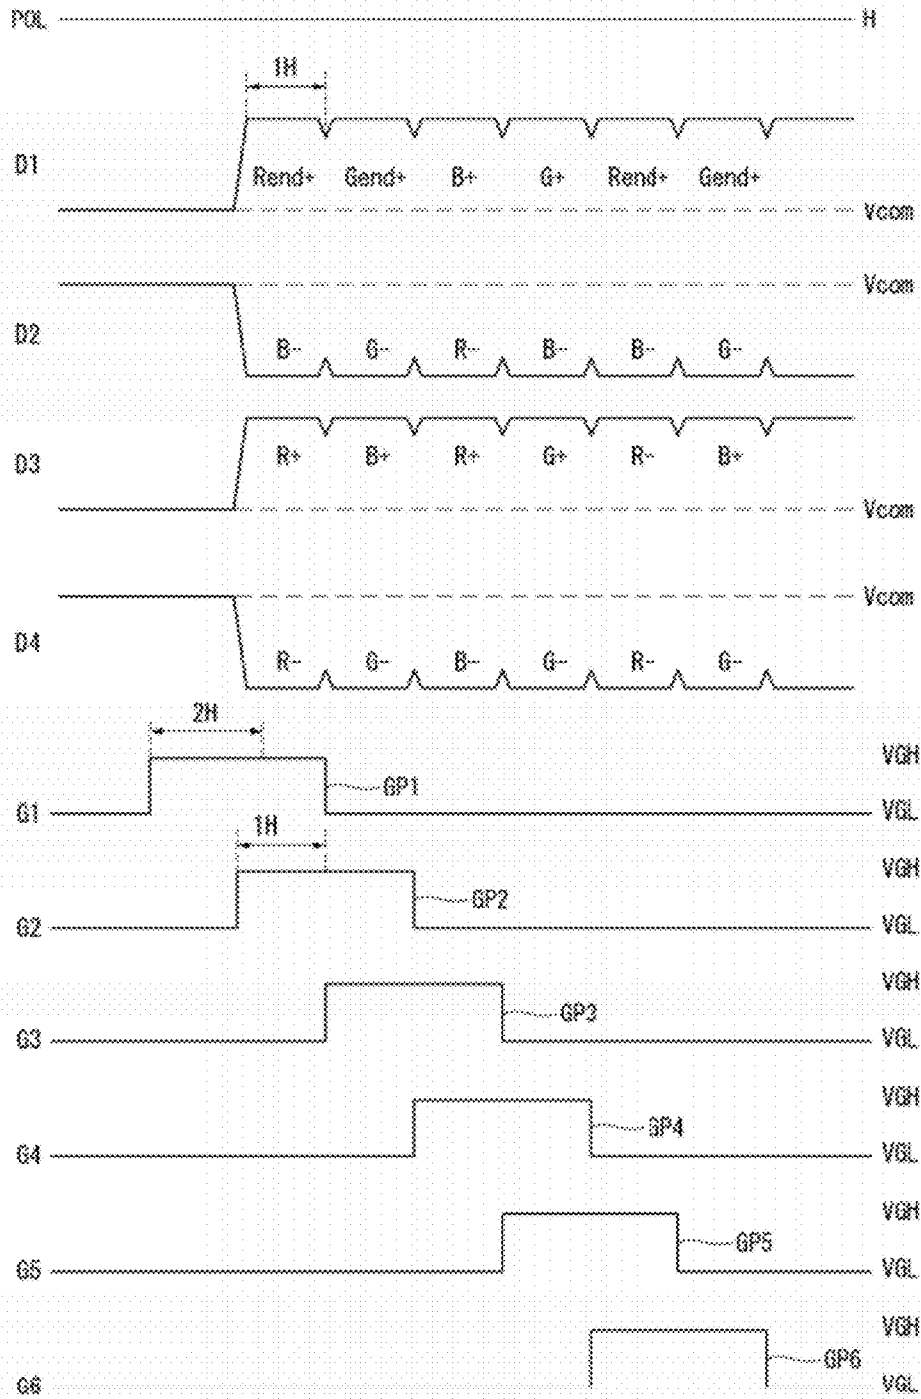 POL H
1H
D1
Rend+ Gend+ B+ G+ Rend+ Gend+
Vcom
Vcom
D2
B- G- R- B- B- G-
R+ B+ R+ G+ R- B+
D3
Vcom
Vcom
D4
R- G- B- G- R- G-
2H
VGH
GP1
G1 VGL
1H
VGH
GP2
G2 VGL
VGH
GP3
G3 VGL
VGH
GP4
G4 VGL
VGH
GP5
G5 VGL
VGH
GP6
G6 VGL